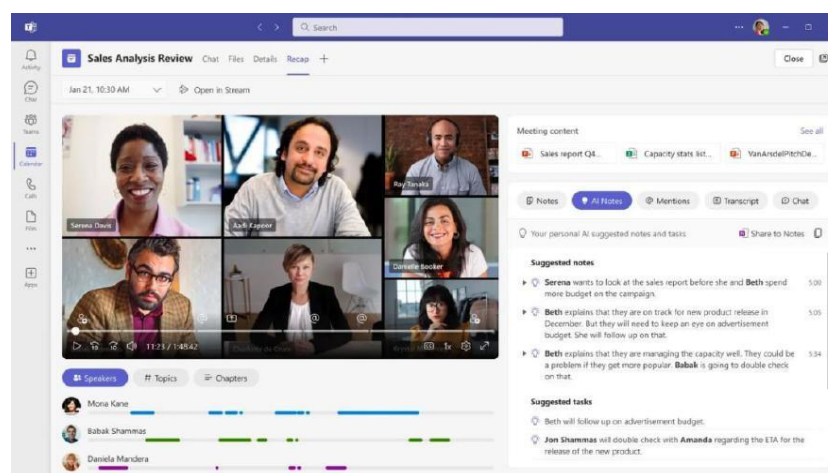 Search
Activity
Chat
Teams
Calendar
Calls
Files
Apps
Sales Analysis Review Chat Files Details Recap
Close
Jan 21, 10:30 AM
Open in Stream
Serena Davis
Aadi Kapoor
Ray Tanaka
Danielle Booker
11:23 / 1:48:42
1x
Speakers
# Topics
Chapters
Mona Kane
Babak Shammas
Daniela Mandera
Meeting content
See all
Sales report Q4...
Capacity stats list...
VanArsdelPitchDe...
Notes
AI Notes
Mentions
Transcript
Chat
Your personal AI suggested notes and tasks
Share to Notes
Suggested notes
Serena wants to look at the sales report before she and Beth spend 5:00
more budget on the campaign.
Beth explains that they are on track for new product release in 5:05
December. But they will need to keep an eye on advertisement
budget. She will follow up on that.
Beth explains that they are managing the capacity well. They could be 5:34
a problem if they get more popular. Babak is going to double check
on that.
Suggested tasks
Beth will follow up on advertisement budget.
Jon Shammas will double check with Amanda regarding the ETA for the
release of the new product.